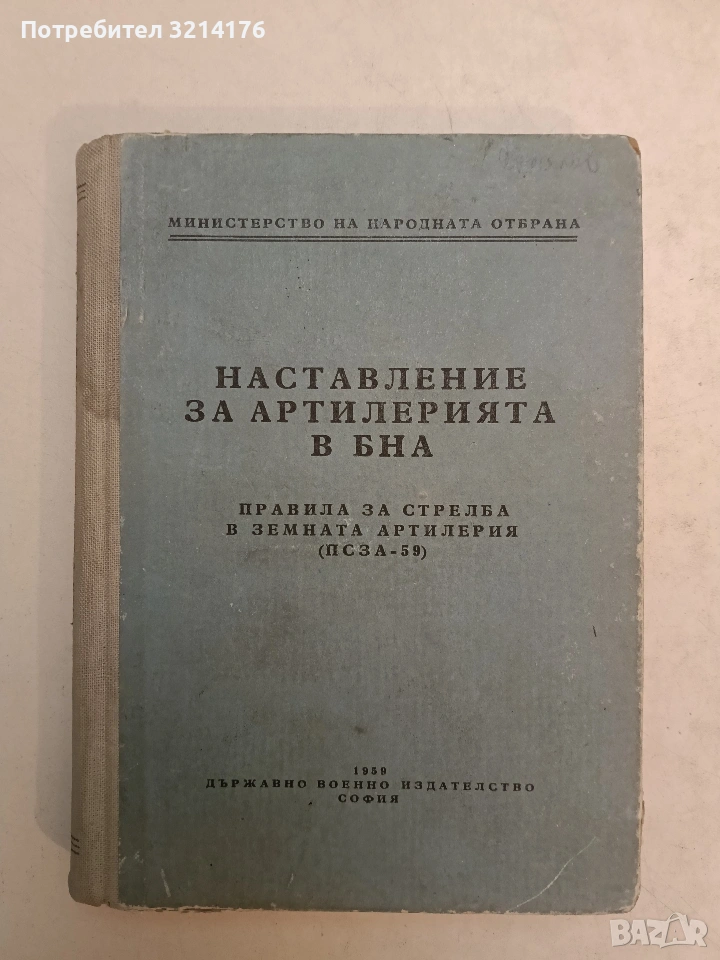 Потребител 3214176
МИНИСТЕРСТВО НА НАРОДНАТА ОТБРАНА
НАСТАВЛЕНИЕ
ЗА АРТИЛЕРИЯТА
В БНА
ПРАВИЛА ЗА СТРЕЛБА
В ЗЕМНАТА АРТИЛЕРИЯ
(ПСЗА-59)
1959
ДЪРЖАВНО ВОЕННО ИЗДАТЕЛСТВО
СОФИЯ
BAZAR